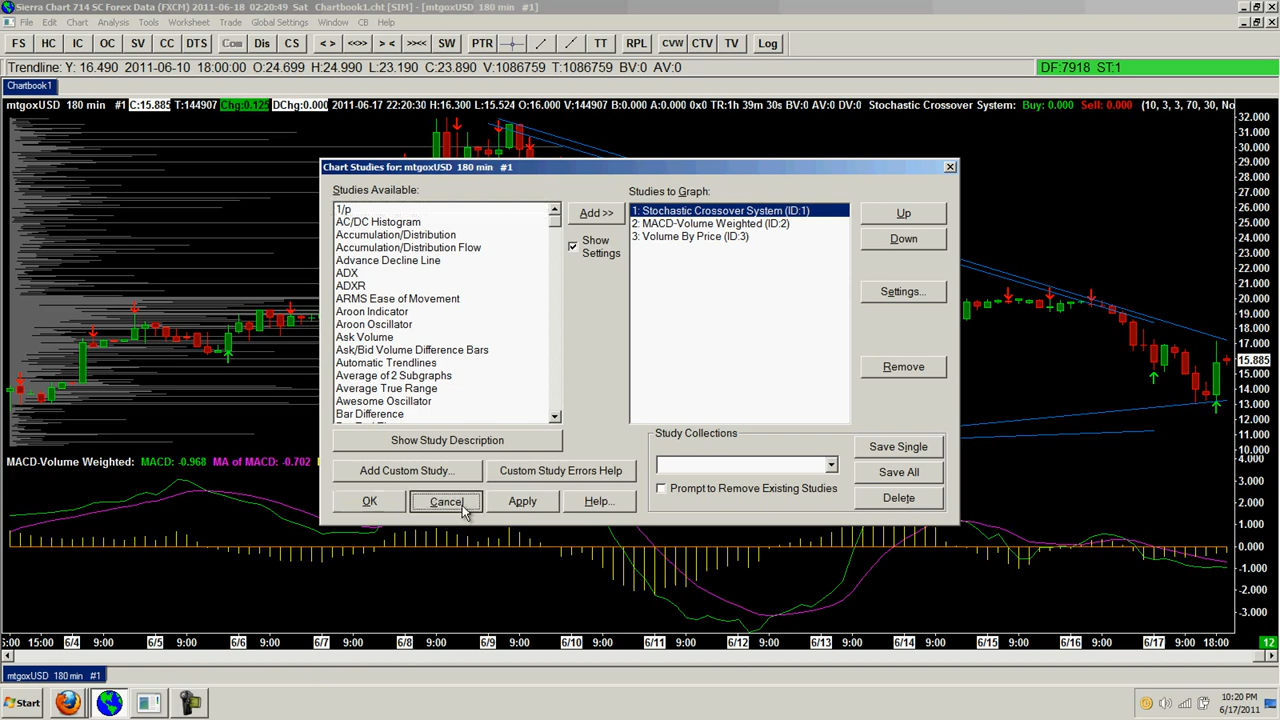 Sierra Chart 714 SC Forex Data (FXCM) 2011-06-18 02:20:49 Sat Chartbook1.cht [SIM] - [mtgoxUSD 180 min #1]
File Edit Chart Analysis Tools Worksheet Trade Global Settings Window CB Help
FS HC IC OC SV CC DTS Com Dis CS < > <<>> > < >><< SW PTR TT RPL CVW CTV TV Log
Trendline: Y: 16.490 2011-06-10 18:00:00 O:24.699 H:24.990 L:23.190 C:23.890 V:1086759 T:1086759 BV:0 AV:0 DF:7918 ST:1
Chartbook1
mtgoxUSD 180 min #1 C:15.885 T:144907 Chg:0.125 DChg:0.000 2011-06-17 22:20:30 H:16.300 L:15.524 O:16.000 V:144907 B:0.000 A:0.000 0x0 TR:1h 39m 30s BV:0 AV:0 DV:0 Stochastic Crossover System: Buy: 0.000 Sell: 0.000 (10, 3, 3, 70, 30, No
32.000
31.000
30.000
29.000
28.000
27.000
26.000
25.000
24.000
23.000
22.000
21.000
20.000
19.000
18.000
17.000
15.885
14.000
13.000
11.000
10.000
Chart Studies for: mtgoxUSD 180 min #1
Studies Available:
1/p
AC/DC Histogram
Accumulation/Distribution
Accumulation/Distribution Flow
Advance Decline Line
ADX
ADXR
ARMS Ease of Movement
Aroon Indicator
Aroon Oscillator
Ask Volume
Ask/Bid Volume Difference Bars
Automatic Trendlines
Average of 2 Subgraphs
Average True Range
Awesome Oscillator
Bar Difference
Add >>
Show
Settings
Studies to Graph:
1: Stochastic Crossover System (ID:1)
2: MACD-Volume Weighted (ID:2)
3: Volume By Price (ID:3)
Up
Down
Settings...
Remove
Show Study Description
Add Custom Study... Custom Study Errors Help
OK Cancel Apply Help...
Study Collections
Prompt to Remove Existing Studies
Save Single
Save All
Delete
MACD-Volume Weighted: MACD: -0.968 MA of MACD: -0.702
4.000
3.000
2.000
1.000
0.000
-1.000
-2.000
-3.000
15:00 6/4 9:00 6/5 9:00 6/6 9:00 6/7 9:00 6/8 9:00 6/9 9:00 6/10 9:00 6/11 9:00 6/12 9:00 6/13 9:00 6/14 9:00 6/15 9:00 6/16 9:00 6/17 9:00 18:00 12
mtgoxUSD 180 min #1
Start
10:20 PM
6/17/2011